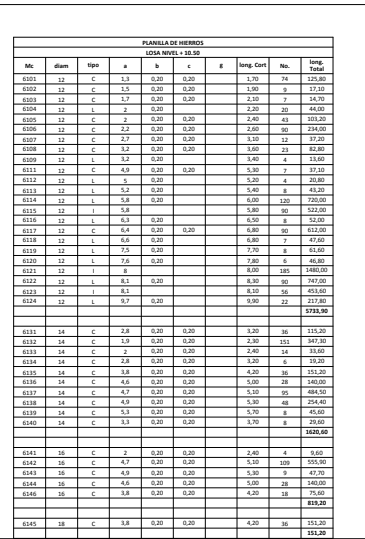 PLANILLA DE HIERROS
LOSA NIVEL + 10.50
Mc diam tipo a b c g long. Cort No. long. Total
6101 12 C 1,3 0,20 0,20 1,70 74 125,80
6102 12 C 1,5 0,20 0,20 1,90 9 17,10
6103 12 C 1,7 0,20 0,20 2,10 7 14,70
6104 12 L 2 0,20 2,20 20 44,00
6105 12 C 2 0,20 0,20 2,40 43 103,20
6106 12 C 2,2 0,20 0,20 2,60 90 234,00
6107 12 C 2,7 0,20 0,20 3,10 12 37,20
6108 12 C 3,2 0,20 0,20 3,60 23 82,80
6109 12 L 3,2 0,20 3,40 4 13,60
6111 12 C 4,9 0,20 0,20 5,30 7 37,10
6112 12 L 5 0,20 5,20 4 20,80
6113 12 L 5,2 0,20 5,40 8 43,20
6114 12 L 5,8 0,20 6,00 120 720,00
6115 12 I 5,8 5,80 90 522,00
6116 12 L 6,3 0,20 6,50 8 52,00
6117 12 C 6,4 0,20 0,20 6,80 90 612,00
6118 12 L 6,6 0,20 6,80 7 47,60
6119 12 L 7,5 0,20 7,70 8 61,60
6120 12 L 7,6 0,20 7,80 6 46,80
6121 12 I 8 8,00 185 1480,00
6122 12 L 8,1 0,20 8,30 90 747,00
6123 12 I 8,1 8,10 56 453,60
6124 12 L 9,7 0,20 9,90 22 217,80
5733,90
6131 14 C 2,8 0,20 0,20 3,20 36 115,20
6132 14 C 1,9 0,20 0,20 2,30 151 347,30
6133 14 C 2 0,20 0,20 2,40 14 33,60
6134 14 C 2,8 0,20 0,20 3,20 6 19,20
6135 14 C 3,8 0,20 0,20 4,20 36 151,20
6136 14 C 4,6 0,20 0,20 5,00 28 140,00
6137 14 C 4,7 0,20 0,20 5,10 95 484,50
6138 14 C 4,9 0,20 0,20 5,30 48 254,40
6139 14 C 5,3 0,20 0,20 5,70 8 45,60
6140 14 C 3,3 0,20 0,20 3,70 8 29,60
1620,60
6141 16 C 2 0,20 0,20 2,40 4 9,60
6142 16 C 4,7 0,20 0,20 5,10 109 555,90
6143 16 C 4,9 0,20 0,20 5,30 9 47,70
6144 16 C 4,6 0,20 0,20 5,00 28 140,00
6146 16 C 3,8 0,20 0,20 4,20 18 75,60
819,20
6145 18 C 3,8 0,20 0,20 4,20 36 151,20
151,20